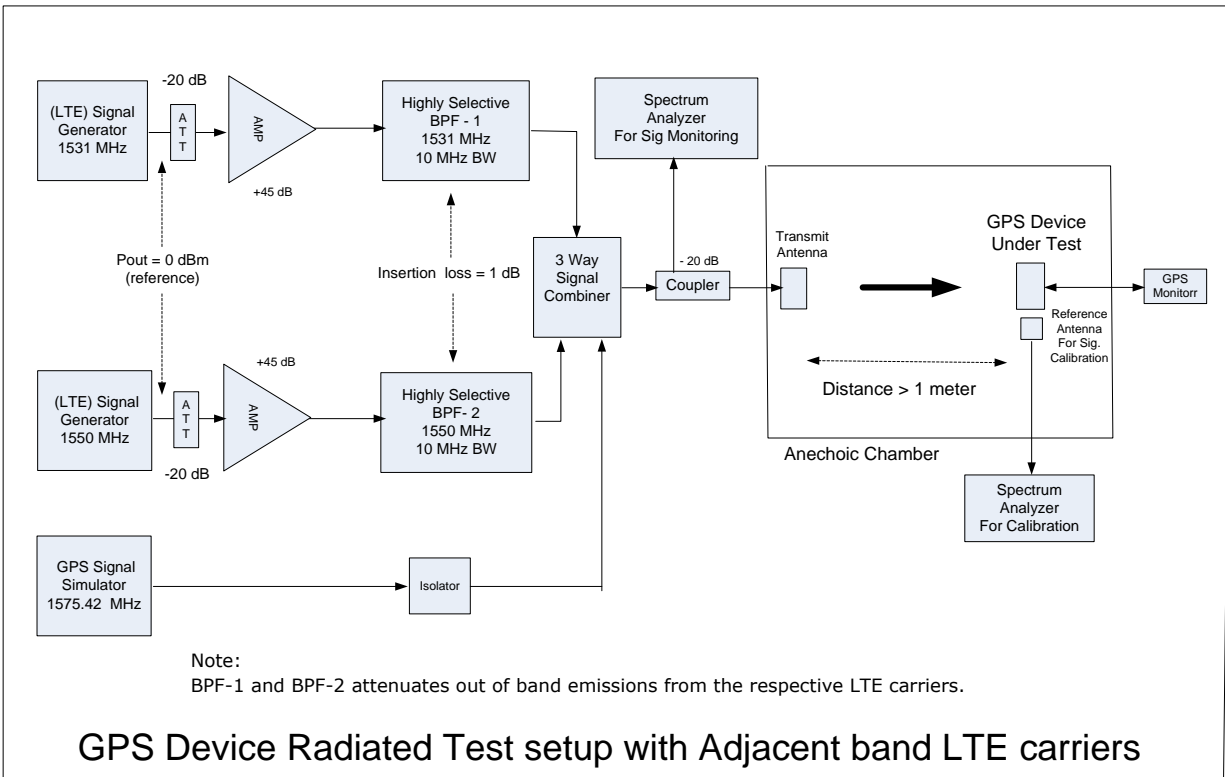 (LTE) Signal
Generator
1531 MHz
-20 dB
A
T
T
AMP
+45 dB
Highly Selective
BPF - 1
1531 MHz
10 MHz BW
Spectrum
Analyzer
For Sig Monitoring
Pout = 0 dBm
(reference)
Insertion loss = 1 dB
3 Way
Signal
Combiner
- 20 dB
Coupler
Transmit
Antenna
GPS Device
Under Test
GPS
Monitorr
Reference
Antenna
For Sig.
Calibration
Distance > 1 meter
Anechoic Chamber
Spectrum
Analyzer
For Calibration
(LTE) Signal
Generator
1550 MHz
A
T
T
-20 dB
+45 dB
AMP
Highly Selective
BPF- 2
1550 MHz
10 MHz BW
GPS Signal
Simulator
1575.42 MHz
Isolator
Note:
BPF-1 and BPF-2 attenuates out of band emissions from the respective LTE carriers.
GPS Device Radiated Test setup with Adjacent band LTE carriers